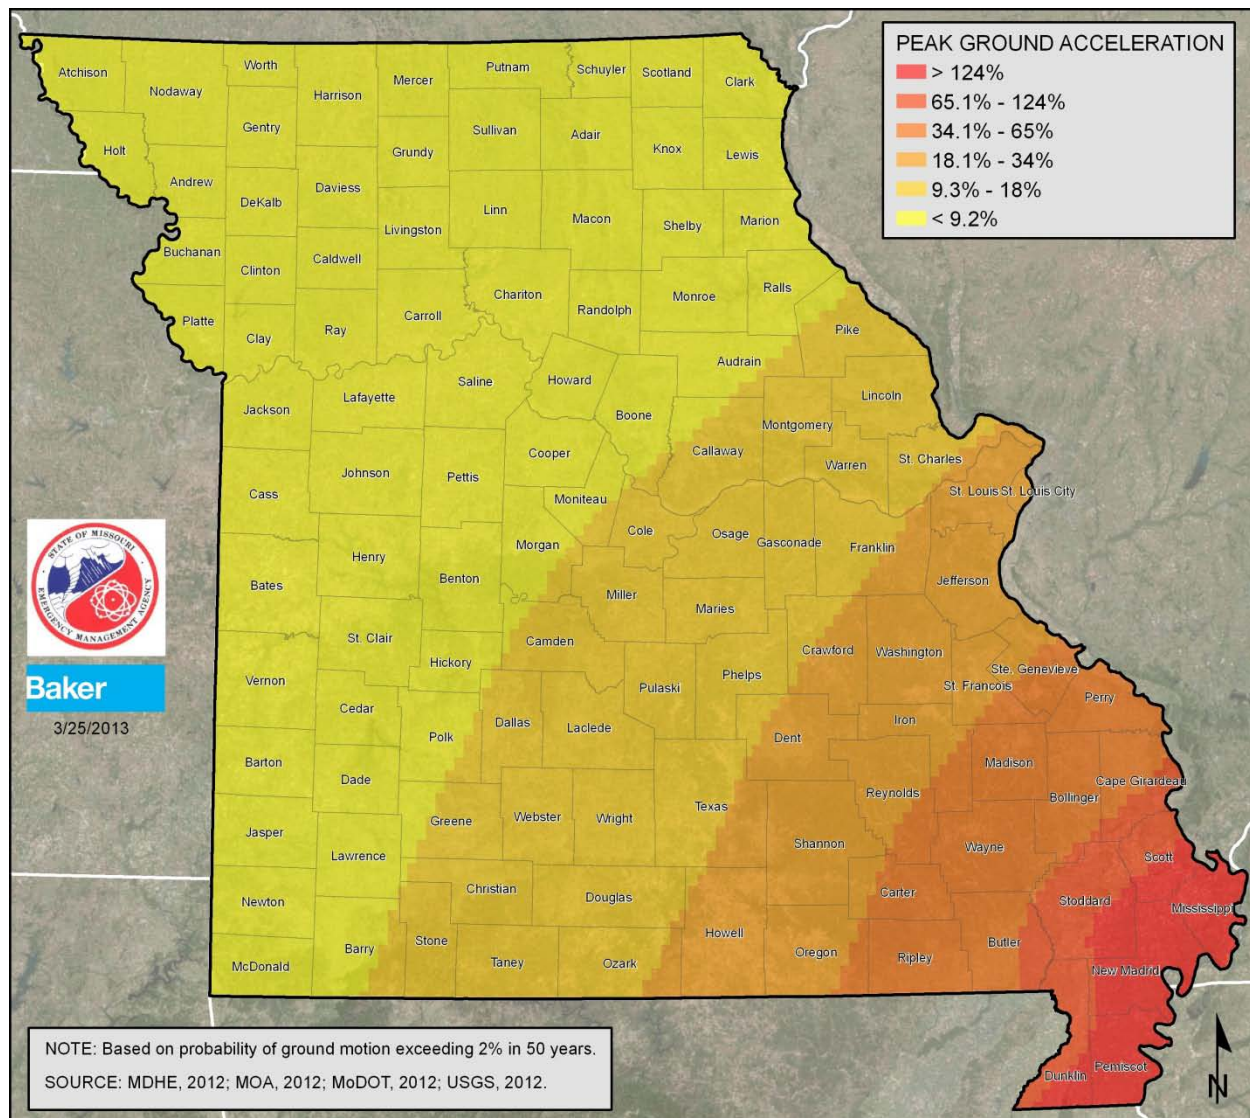 PEAK GROUND ACCELERATION
> 124%
65.1% - 124%
34.1% - 65%
18.1% - 34%
9.3% - 18%
< 9.2%
Atchison
Nodaway
Worth
Harrison
Mercer
Putnam
Schuyler
Scotland
Clark
Holt
Gentry
Sullivan
Adair
Knox
Lewis
Grundy
Andrew
DeKalb
Daviess
Livingston
Linn
Macon
Shelby
Marion
Buchanan
Clinton
Caldwell
Chariton
Randolph
Monroe
Ralls
Platte
Clay
Ray
Carroll
Pike
Audrain
Jackson
Lafayette
Saline
Howard
Boone
Lincoln
Montgomery
Callaway
Warren
St. Charles
Cooper
Johnson
Pettis
Cass
Moniteau
St. Louis
St. Louis City
Cole
Osage
Gasconade
Franklin
Morgan
Henry
Bates
Benton
Jefferson
Miller
Maries
Camden
St. Clair
Hickory
Crawford
Washington
Ste. Genevieve
St. Francois
Vernon
Pulaski
Phelps
Perry
Cedar
Polk
Dallas
Laclede
Dent
Iron
Barton
Dade
Madison
Cape Girardeau
Reynolds
Bollinger
Texas
Greene
Webster
Wright
Jasper
Lawrence
Shannon
Wayne
Scott
Newton
Christian
Douglas
Carter
Stoddard
Mississippi
McDonald
Barry
Stone
Taney
Ozark
Howell
Oregon
Ripley
Butler
New Madrid
Dunklin
Pemiscot
STATE OF MISSOURI
EMERGENCY MANAGEMENT AGENCY
Baker
3/25/2013
NOTE: Based on probability of ground motion exceeding 2% in 50 years.
SOURCE: MDHE, 2012; MOA, 2012; MoDOT, 2012; USGS, 2012.
N